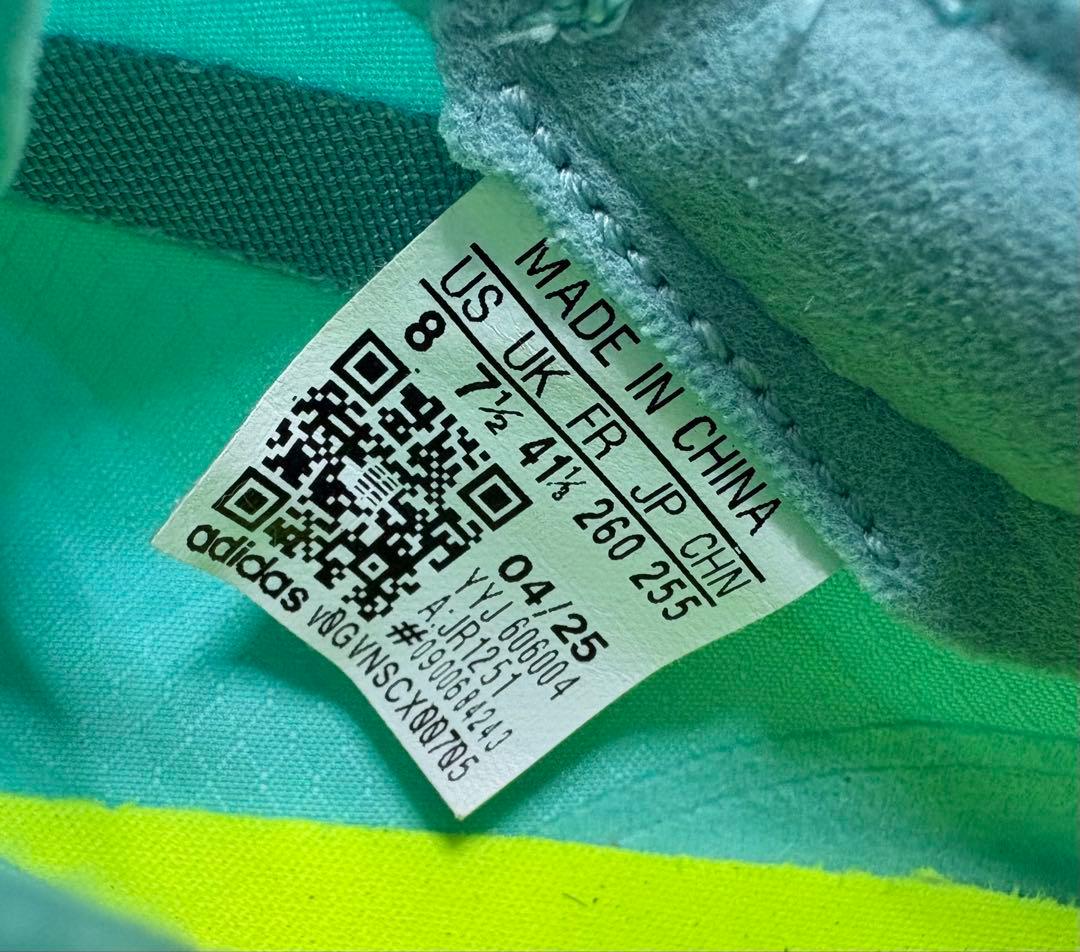 MADE IN CHINA
US UK FR JP CHN
8 7½ 41⅓ 260 255
04/25
YYJ 606004
A:JR1251
#0900684243
adidas V0GVNSCX00705